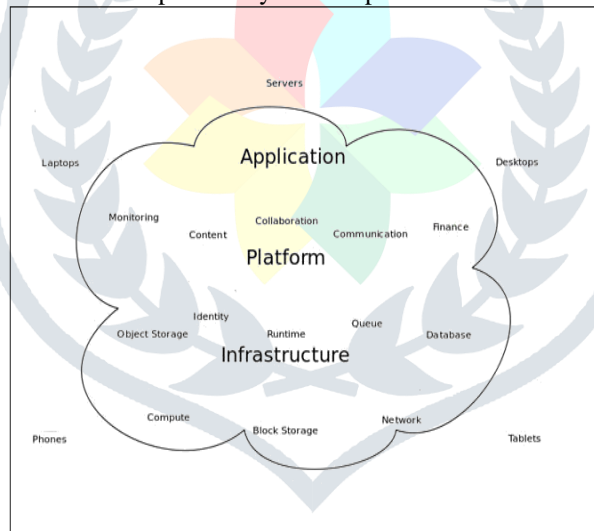 Servers
Laptops
Application
Desktops
Monitoring
Content
Collaboration
Communication
Finance
Platform
Identity
Object Storage
Runtime
Queue
Database
Infrastructure
Compute
Block Storage
Network
Phones
Tablets